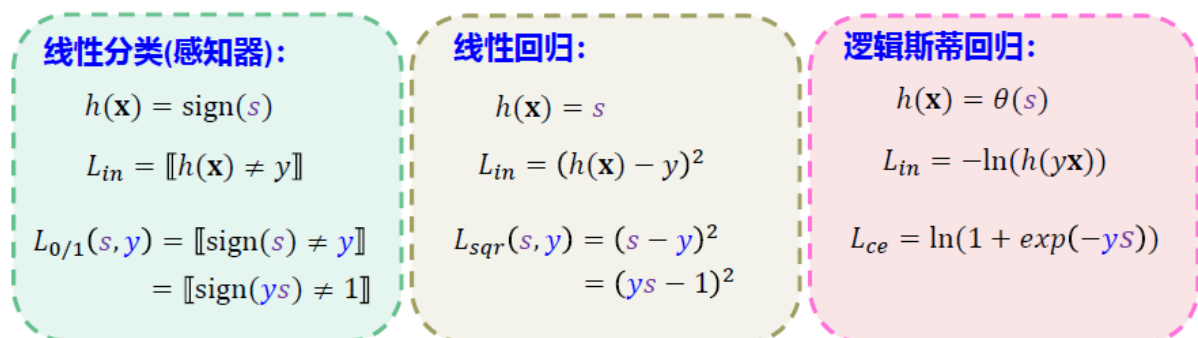 线性分类(感知器):
h(𝐱) = sign(s)
L_{in} = ⟦h(𝐱) ≠ y⟧
L_{0/1}(s, y) = ⟦sign(s) ≠ y⟧
= ⟦sign(ys) ≠ 1⟧
线性回归:
h(𝐱) = s
L_{in} = (h(𝐱) − y)²
L_{sqr}(s, y) = (s − y)²
= (ys − 1)²
逻辑斯蒂回归:
h(𝐱) = θ(s)
L_{in} = −ln(h(y𝐱))
L_{ce} = ln(1 + exp(−ys))